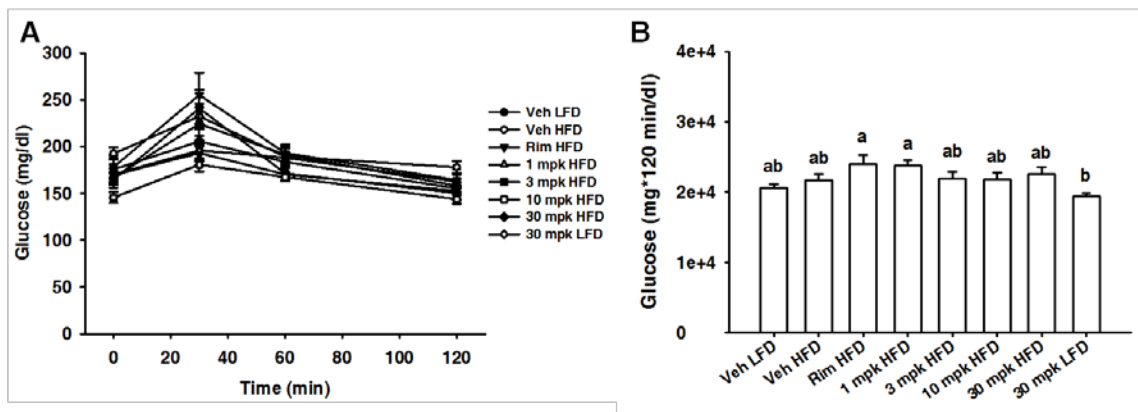 A
300
250
200
150
100
50
0
Glucose (mg/dl)
0 20 40 60 80 100 120
Time (min)
Veh LFD
Veh HFD
Rim HFD
1 mpk HFD
3 mpk HFD
10 mpk HFD
30 mpk HFD
30 mpk LFD
B
4e+4
3e+4
2e+4
1e+4
0
Glucose (mg*120 min/dl)
ab ab a a ab ab ab b
Veh LFD
Veh HFD
Rim HFD
1 mpk HFD
3 mpk HFD
10 mpk HFD
30 mpk HFD
30 mpk LFD